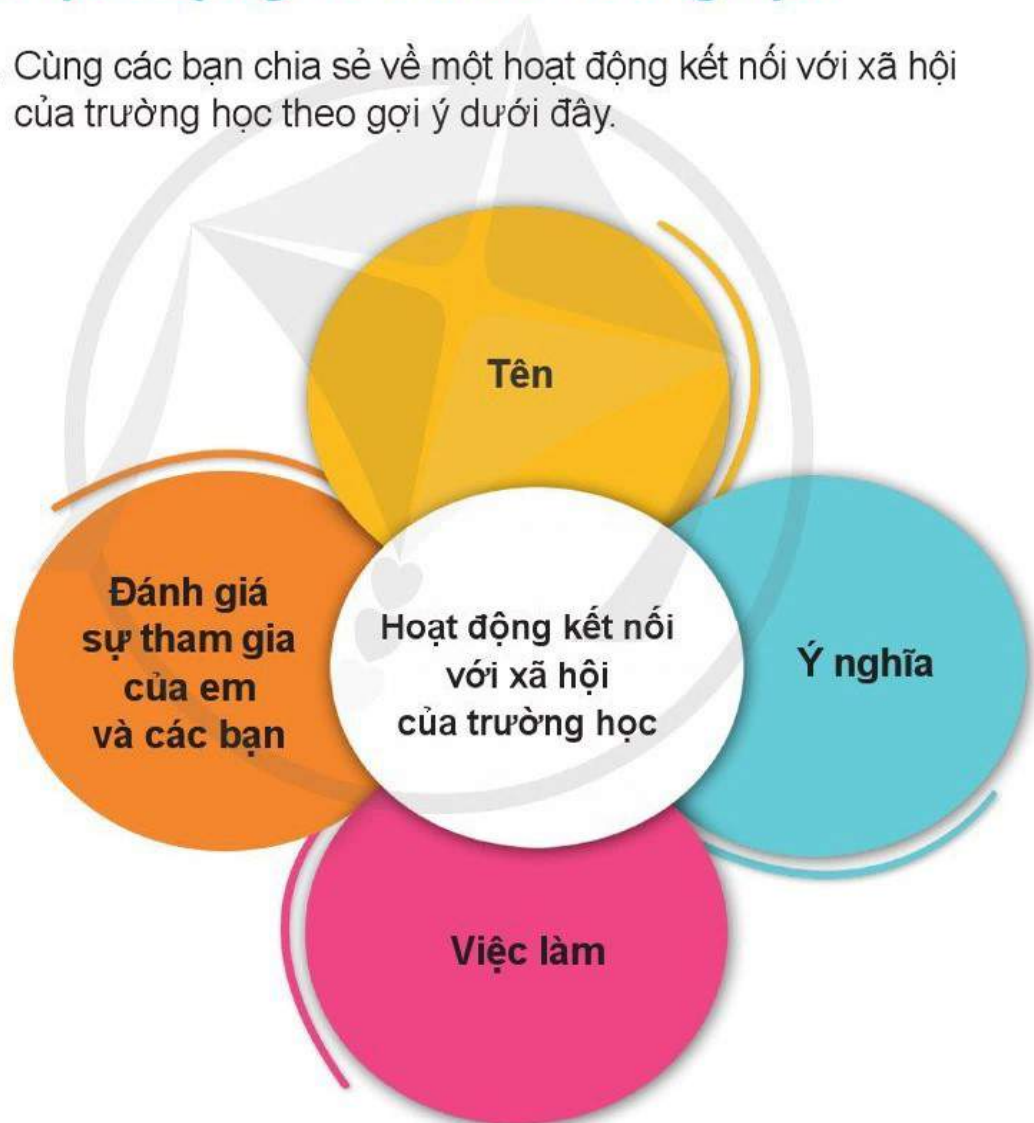 Cùng các bạn chia sẻ về một hoạt động kết nối với xã hội
của trường học theo gợi ý dưới đây.
Tên
Đánh giá
sự tham gia
của em
và các bạn
Hoạt động kết nối
với xã hội
của trường học
Ý nghĩa
Việc làm